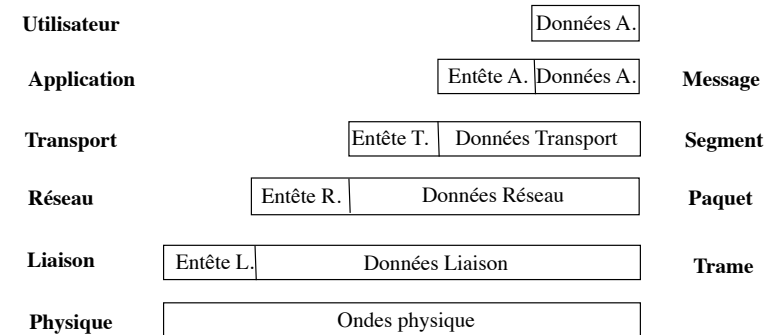 Utilisateur Données A.
Application Entête A. Données A. Message
Transport Entête T. Données Transport Segment
Réseau Entête R. Données Réseau Paquet
Liaison Entête L. Données Liaison Trame
Physique Ondes physique